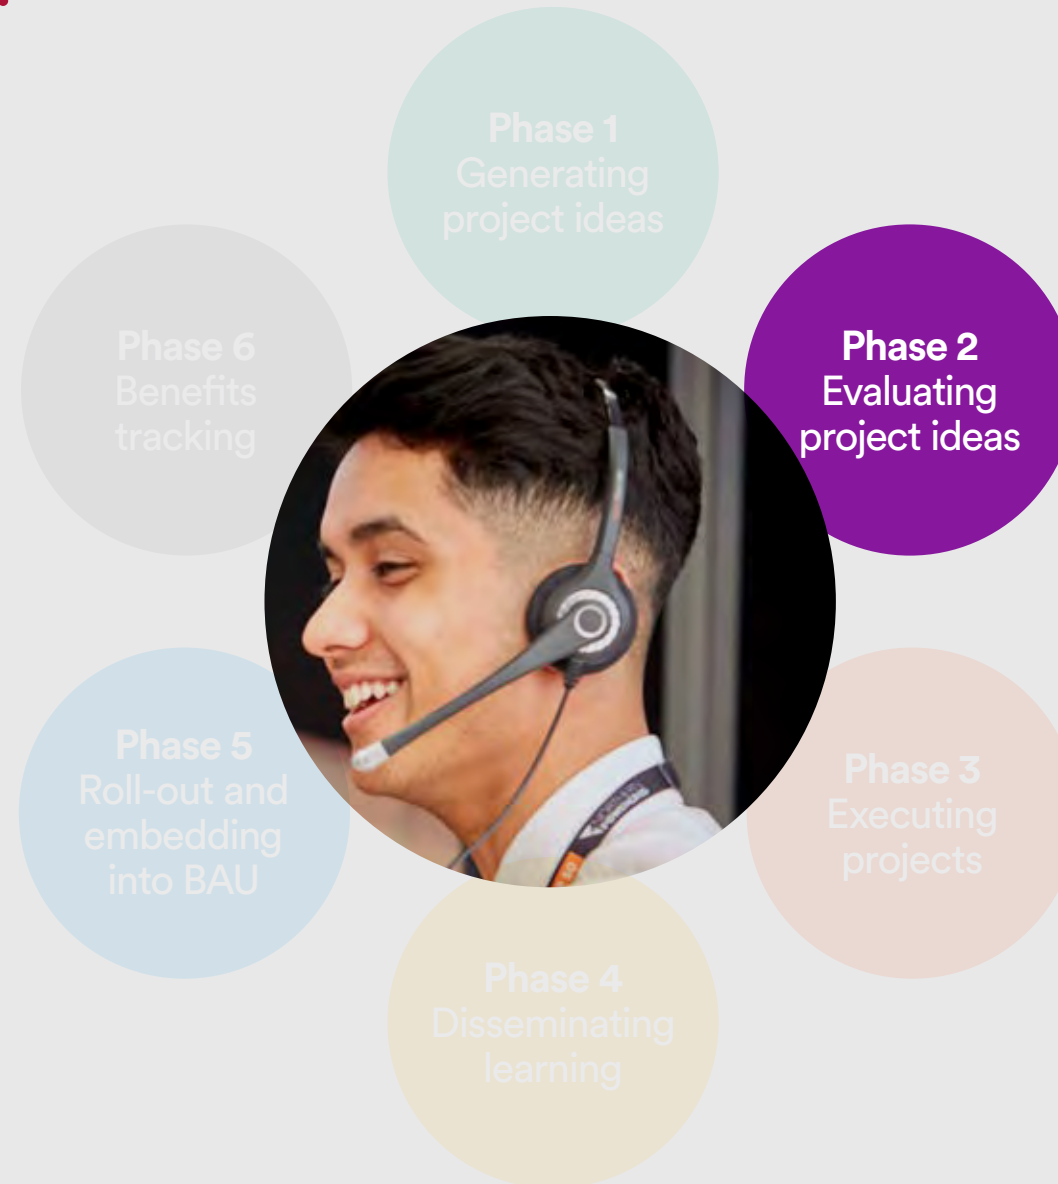 Phase 1
Generating
project ideas
Phase 2
Evaluating
project ideas
Phase 3
Executing
projects
Phase 4
Disseminating
learning
Phase 5
Roll-out and
embedding
into BAU
Phase 6
Benefits
tracking